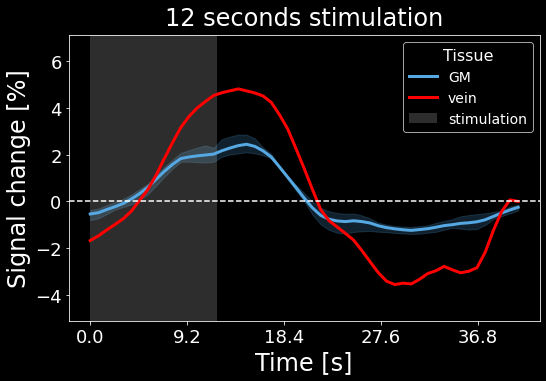 12 seconds stimulation
Signal change [%]
6
4
2
0
−2
−4
Tissue
GM
vein
stimulation
0.0 9.2 18.4 27.6 36.8
Time [s]